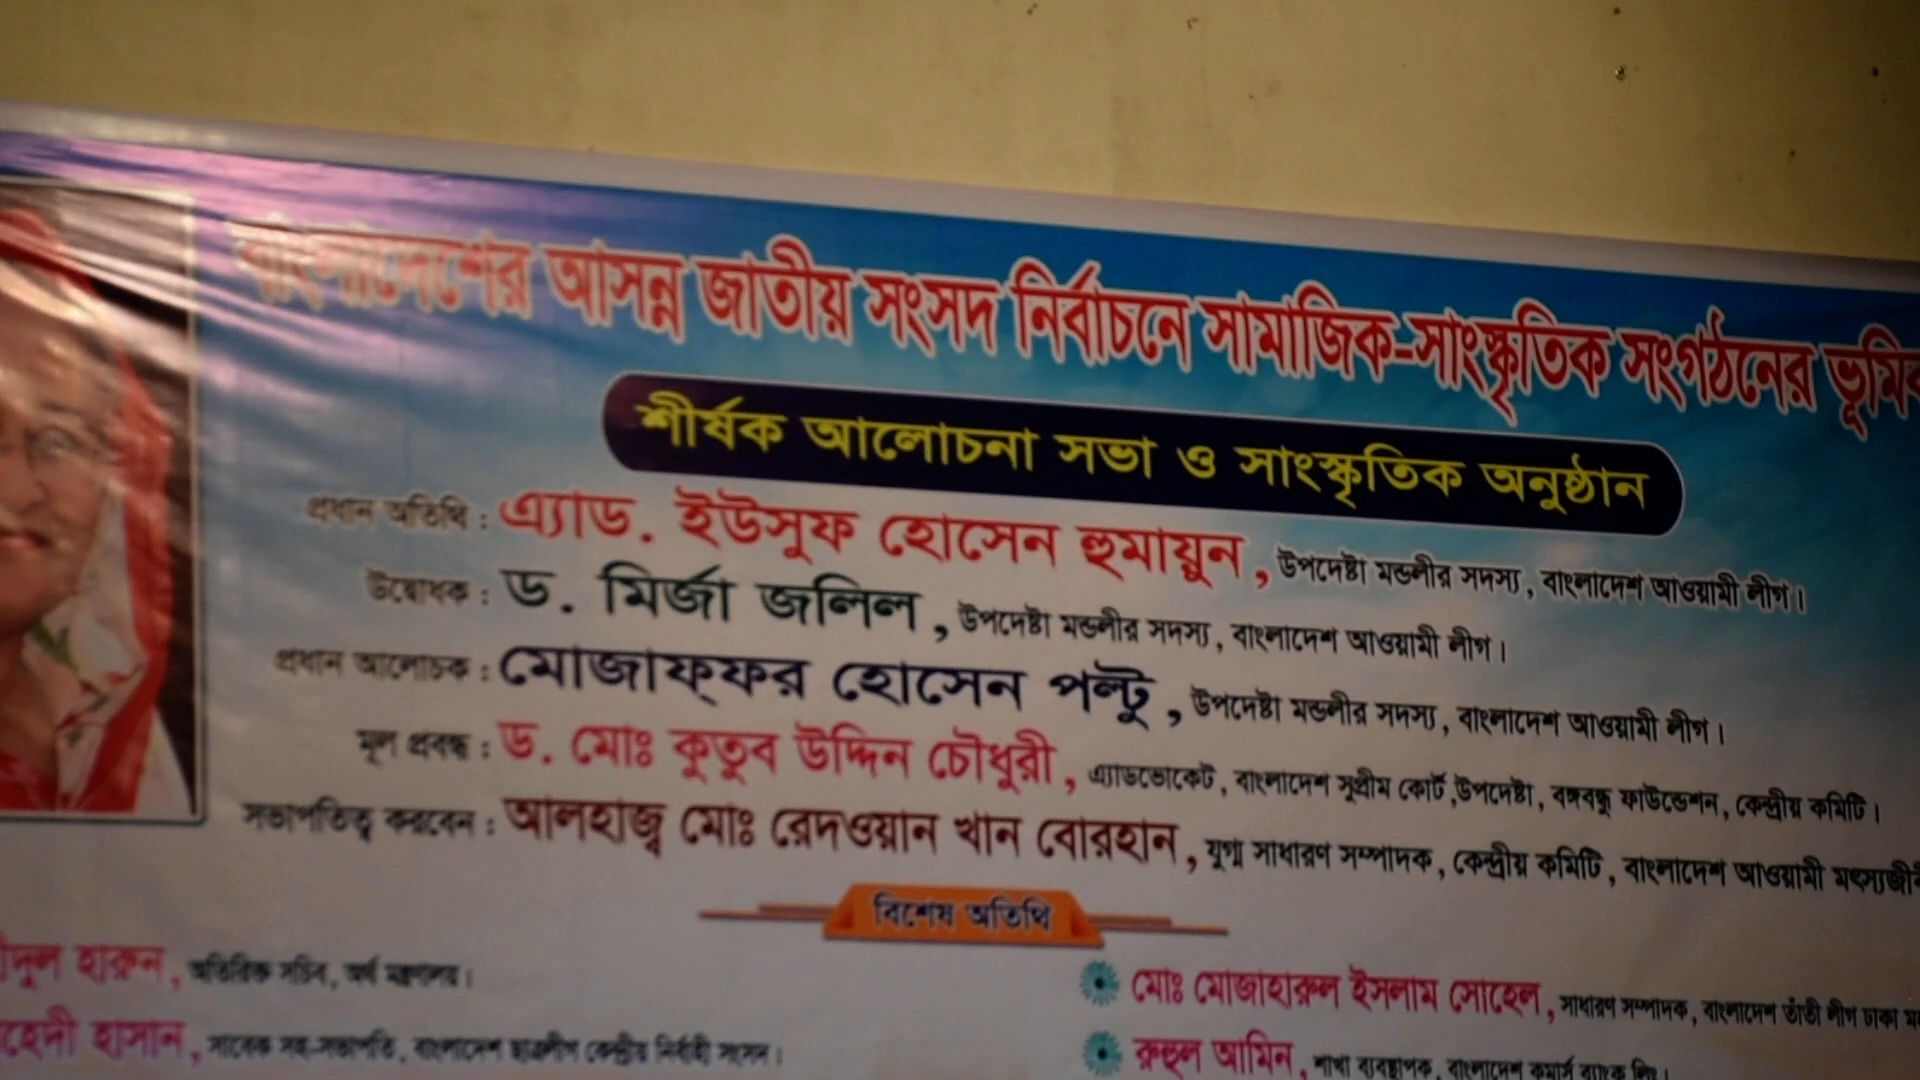 বাংলাদেশের আসন্ন জাতীয় সংসদ নির্বাচনে সামাজিক-সাংস্কৃতিক সংগঠনের
শীর্ষক আলোচনা সভা ও সাংস্কৃতিক অনুষ্ঠান
প্রধান অতিথি : এ্যাড. ইউসুফ হোসেন হুমায়ুন, উপদেষ্টা মন্ডলীর সদস্য, বাংলাদেশ আওয়ামী লীগ।
উদ্বোধক : ড. মির্জা জলিল, উপদেষ্টা মন্ডলীর সদস্য, বাংলাদেশ আওয়ামী লীগ।
প্রধান আলোচক : মোজাফ্ফর হোসেন পল্টু, উপদেষ্টা মন্ডলীর সদস্য, বাংলাদেশ আওয়ামী লীগ।
মূল প্রবন্ধ : ড. মোঃ কুতুব উদ্দিন চৌধুরী, এ্যাডভোকেট, বাংলাদেশ সুপ্রীম কোর্ট,উপদেষ্টা, বঙ্গবন্ধু ফাউন্ডেশন, কেন্দ্রীয় কমিটি।
সভাপতিত্ব করবেন : আলহাজ্ব মোঃ রেদওয়ান খান বোরহান, যুগ্ম সাধারণ সম্পাদক, কেন্দ্রীয় কমিটি, বাংলাদেশ আওয়ামী
বিশেষ অতিথি
হারুন, অতিরিক্ত সচিব, অর্থ মন্ত্রণালয়।
হাসান, সাবেক সহ-সভাপতি, বাংলাদেশ ছাত্রলীগ কেন্দ্রীয় নির্বাহী সংসদ।
মোঃ মোজাহারুল ইসলাম সোহেল, সাধারণ সম্পাদক, বাংলাদেশ তাঁতী লীগ ঢাকা
রুহুল আমিন, শাখা ব্যবস্থাপক, বাংলাদেশ কমার্স ব্যাংক লিঃ।